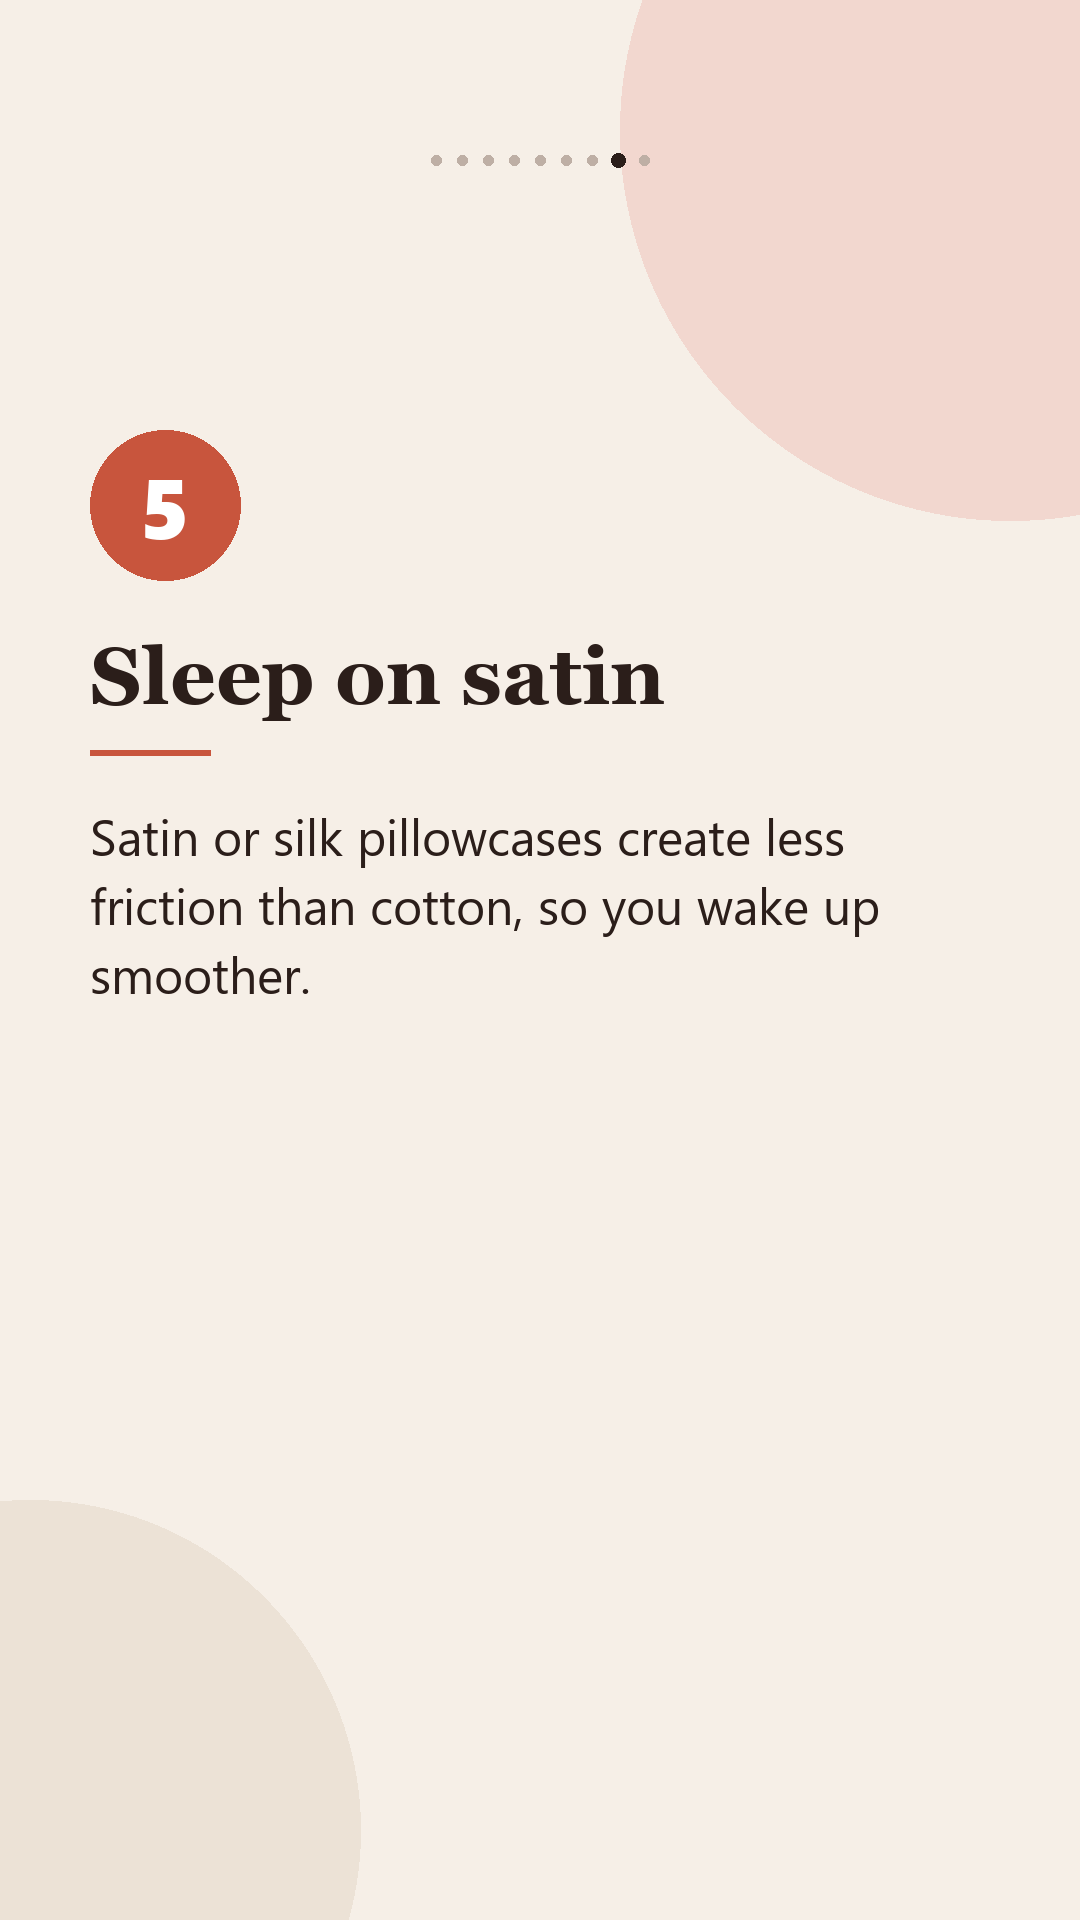 5
Sleep on satin
Satin or silk pillowcases create less
friction than cotton, so you wake up
smoother.